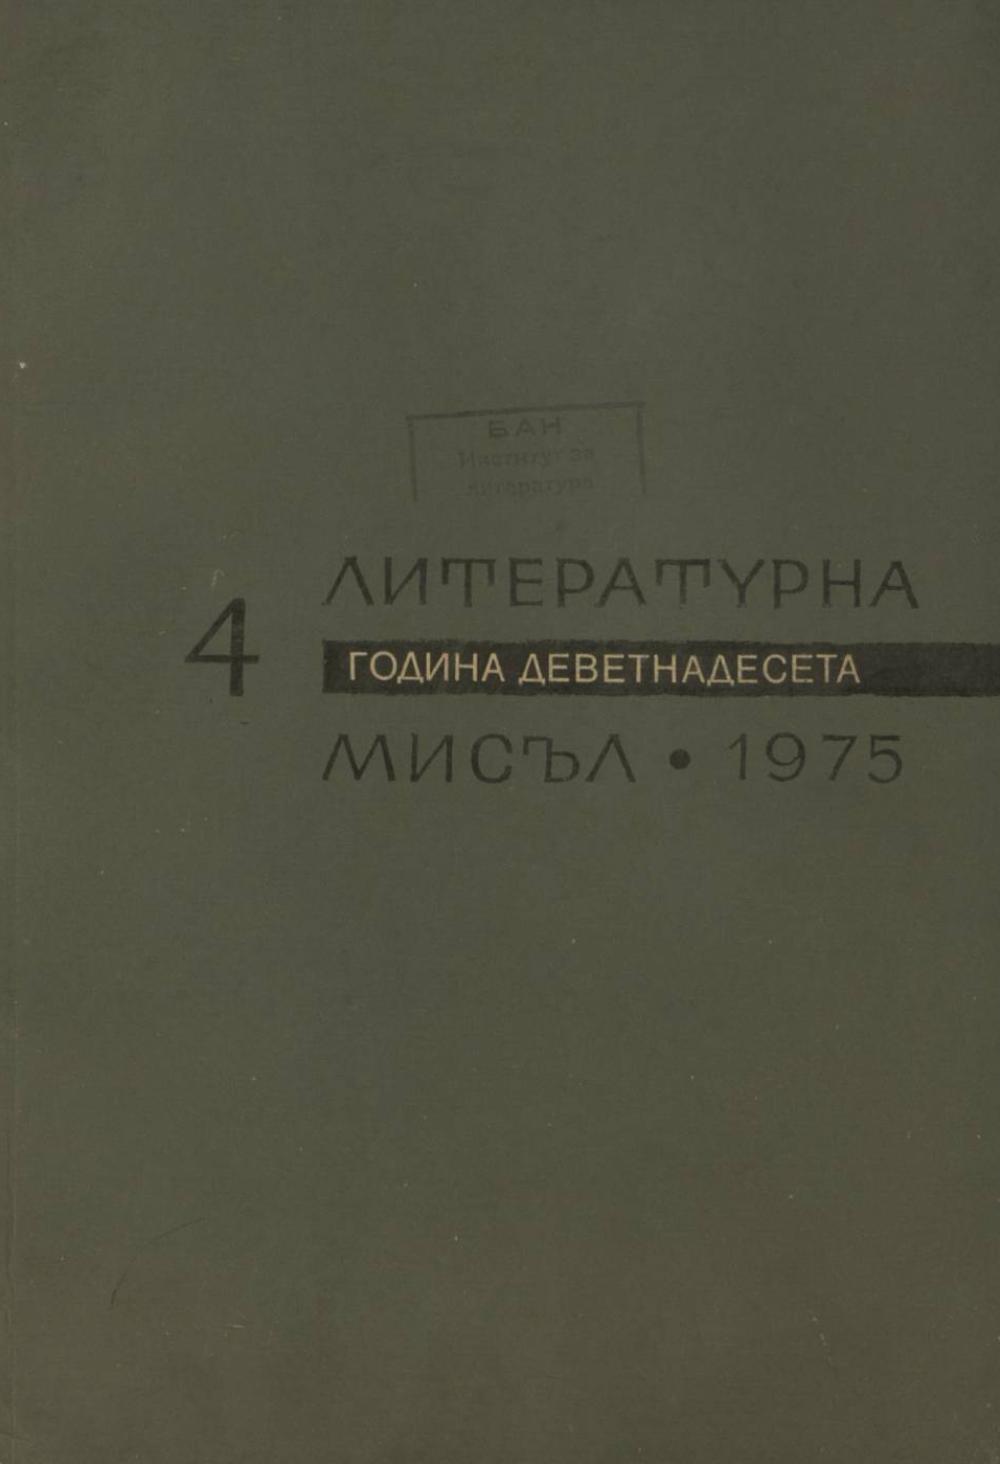 БАН
Институт за
литература
4
ЛИТЕРАТУРНА
ГОДИНА ДЕВЕТНАДЕСЕТА
МИСЪЛ • 1975